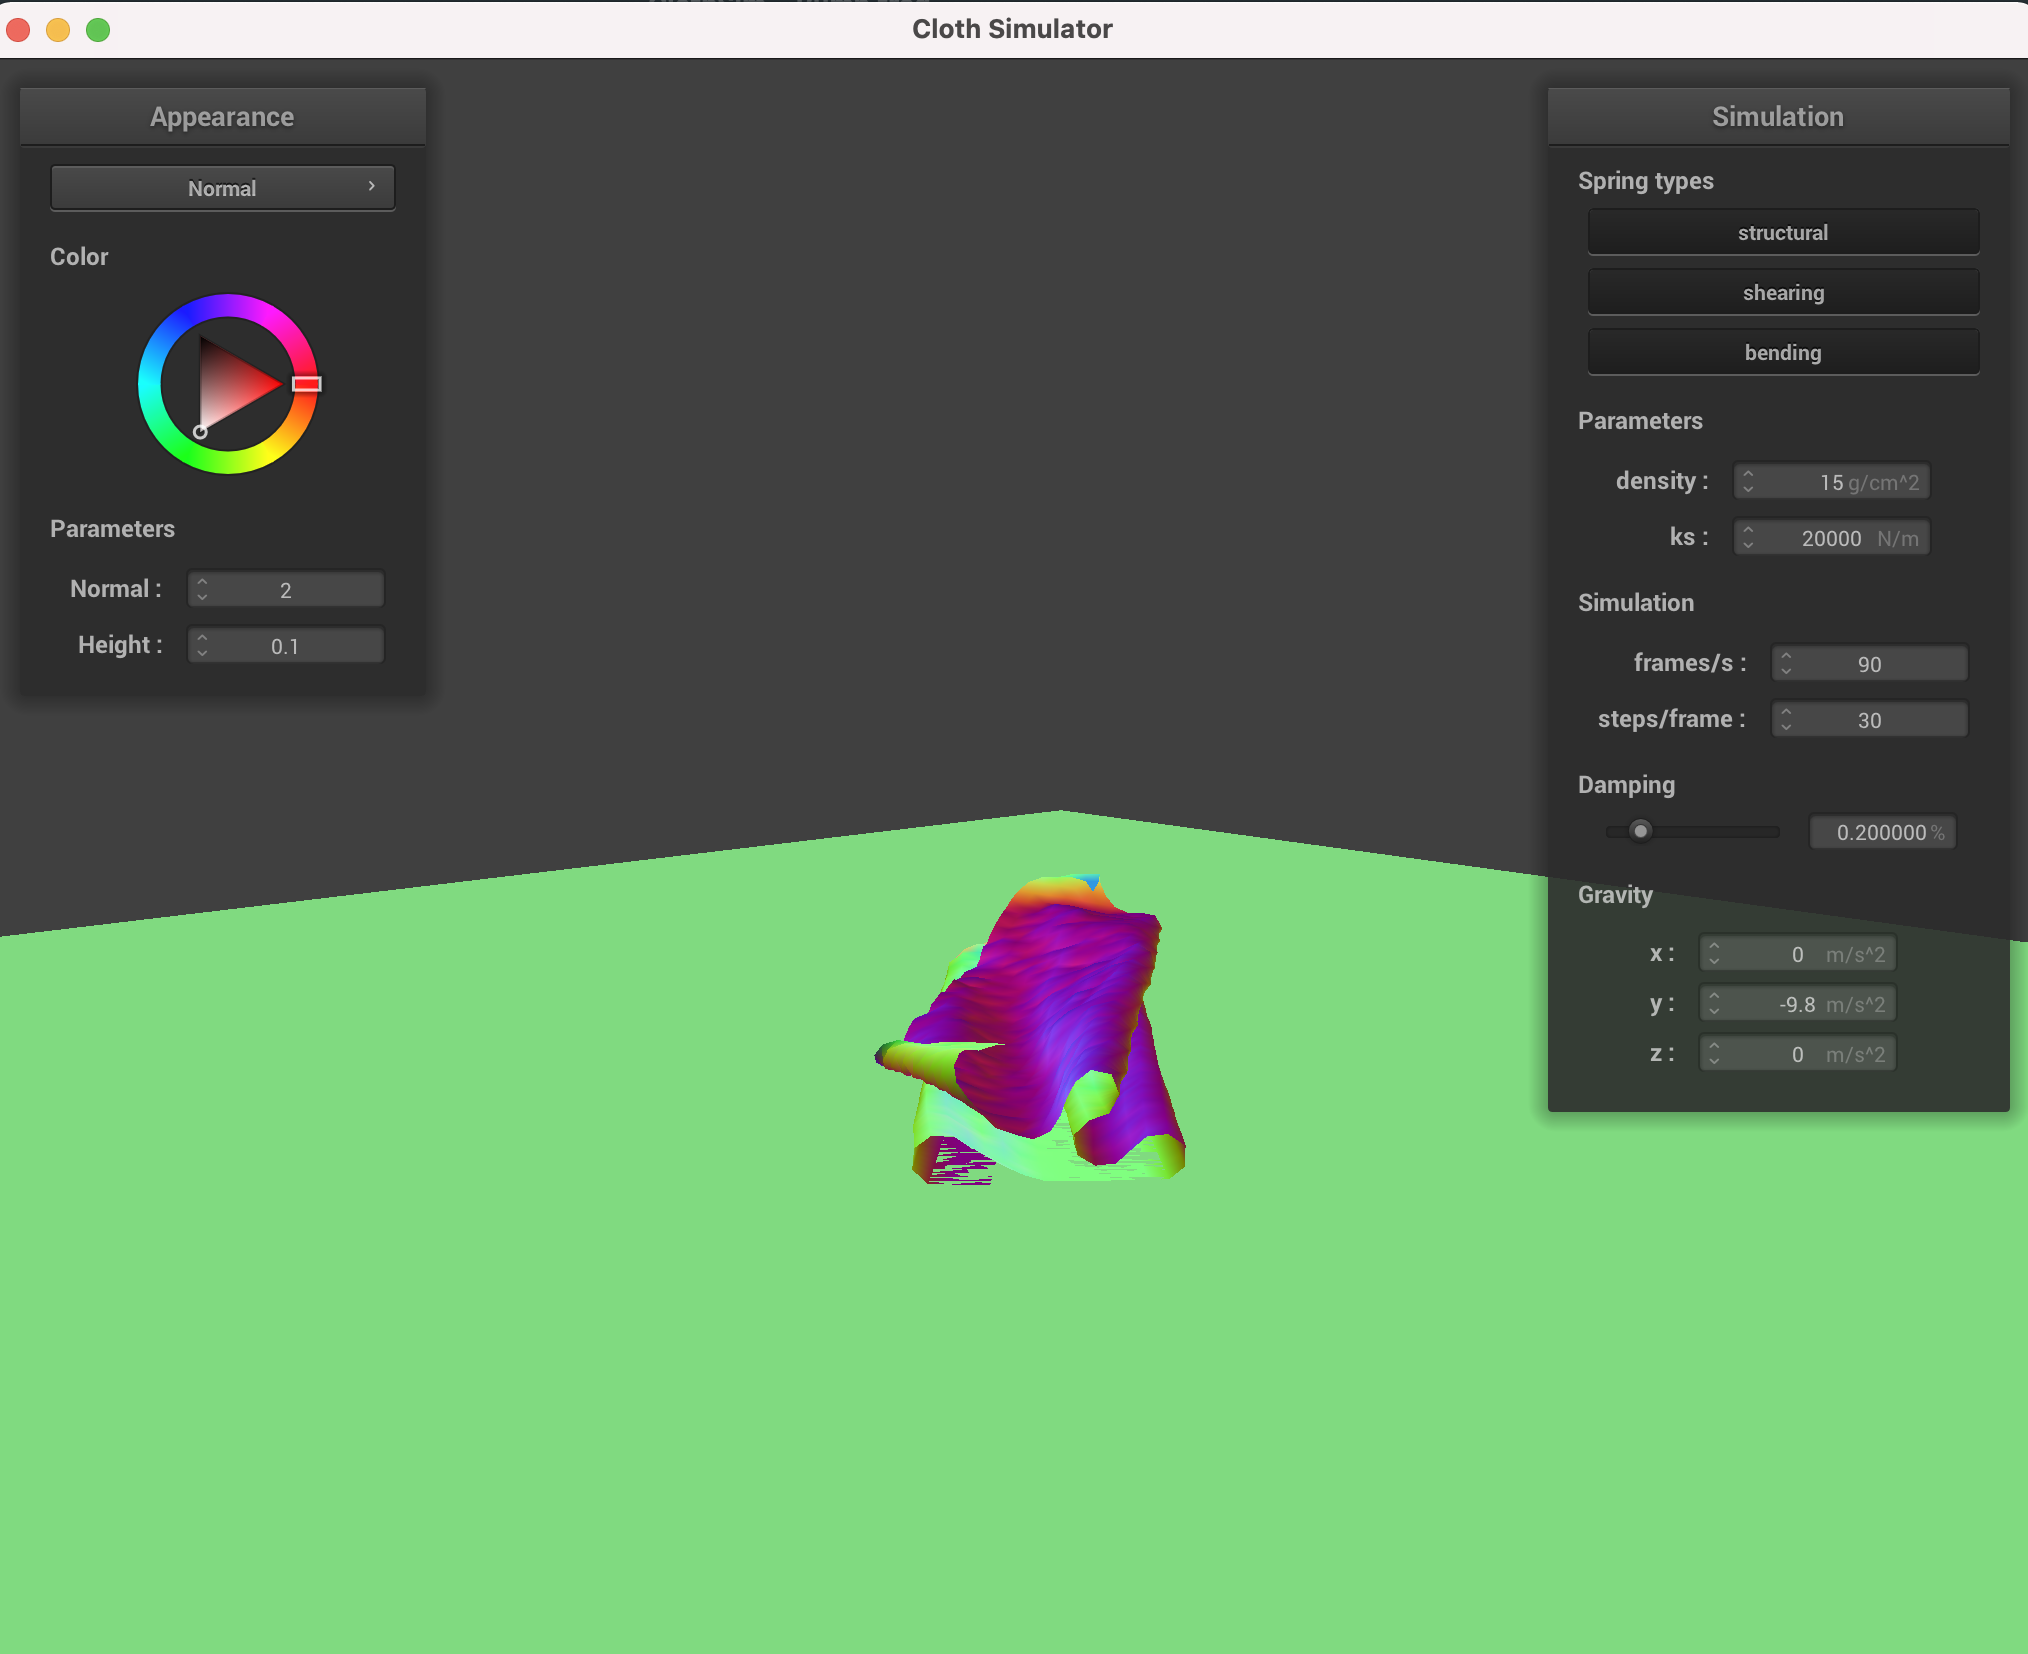 Cloth Simulator
Appearance
Normal
Color
Parameters
Normal : 2
Height : 0.1
Simulation
Spring types
structural
shearing
bending
Parameters
density : 15 g/cm^2
ks : 20000 N/m
Simulation
frames/s : 90
steps/frame : 30
Damping
0.200000 %
Gravity
x : 0 m/s^2
y : -9.8 m/s^2
z : 0 m/s^2